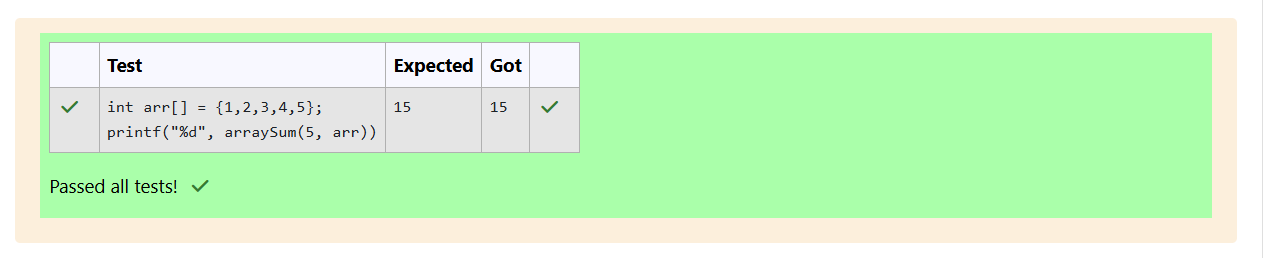 Test Expected Got
int arr[] = {1,2,3,4,5}; 15 15
printf("%d", arraySum(5, arr))
Passed all tests!